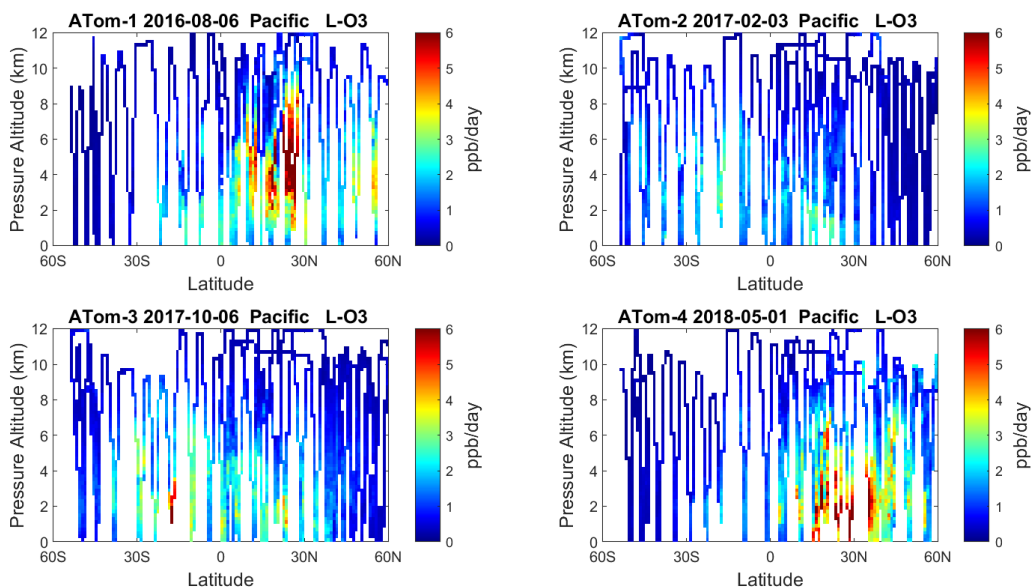 ATom-1 2016-08-06 Pacific L-O3
12
10
8
6
4
2
0
Pressure Altitude (km)
60S 30S 0 30N 60N
Latitude
6
5
4
3
2
1
0
ppb/day
ATom-2 2017-02-03 Pacific L-O3
12
10
8
6
4
2
0
Pressure Altitude (km)
60S 30S 0 30N 60N
Latitude
6
5
4
3
2
1
0
ppb/day
ATom-3 2017-10-06 Pacific L-O3
12
10
8
6
4
2
0
Pressure Altitude (km)
60S 30S 0 30N 60N
Latitude
6
5
4
3
2
1
0
ppb/day
ATom-4 2018-05-01 Pacific L-O3
12
10
8
6
4
2
0
Pressure Altitude (km)
60S 30S 0 30N 60N
Latitude
6
5
4
3
2
1
0
ppb/day